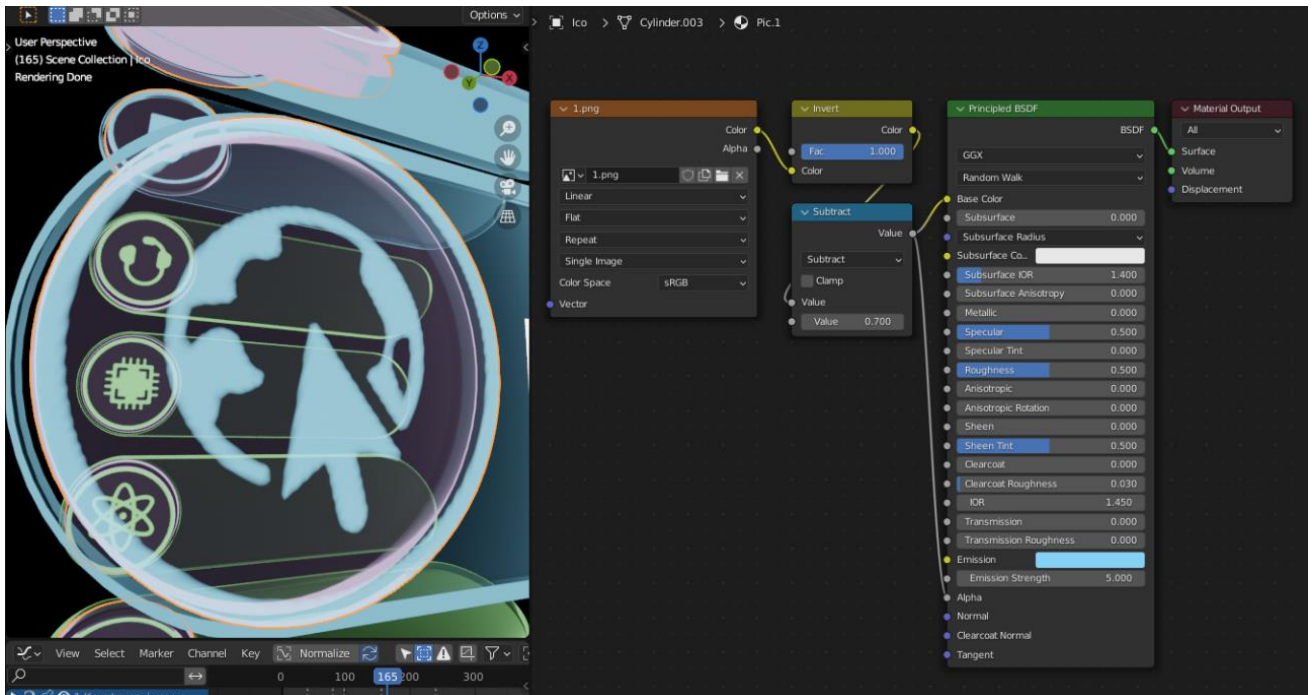 Options
User Perspective
(165) Scene Collection | Ico
Rendering Done
Z
X
Y
View Select Marker Channel Key Normalize
0 100 165 200 300
Ico > Cylinder.003 > Pic.1
1.png
Color
Alpha
1.png
Linear
Flat
Repeat
Single Image
Color Space sRGB
Vector
Invert
Color
Fac 1.000
Color
Subtract
Value
Subtract
Clamp
Value
Value 0.700
Principled BSDF
BSDF
GGX
Random Walk
Base Color
Subsurface 0.000
Subsurface Radius
Subsurface Co...
Subsurface IOR 1.400
Subsurface Anisotropy 0.000
Metallic 0.000
Specular 0.500
Specular Tint 0.000
Roughness 0.500
Anisotropic 0.000
Anisotropic Rotation 0.000
Sheen 0.000
Sheen Tint 0.500
Clearcoat 0.000
Clearcoat Roughness 0.030
IOR 1.450
Transmission 0.000
Transmission Roughness 0.000
Emission
Emission Strength 5.000
Alpha
Normal
Clearcoat Normal
Tangent
Material Output
All
Surface
Volume
Displacement